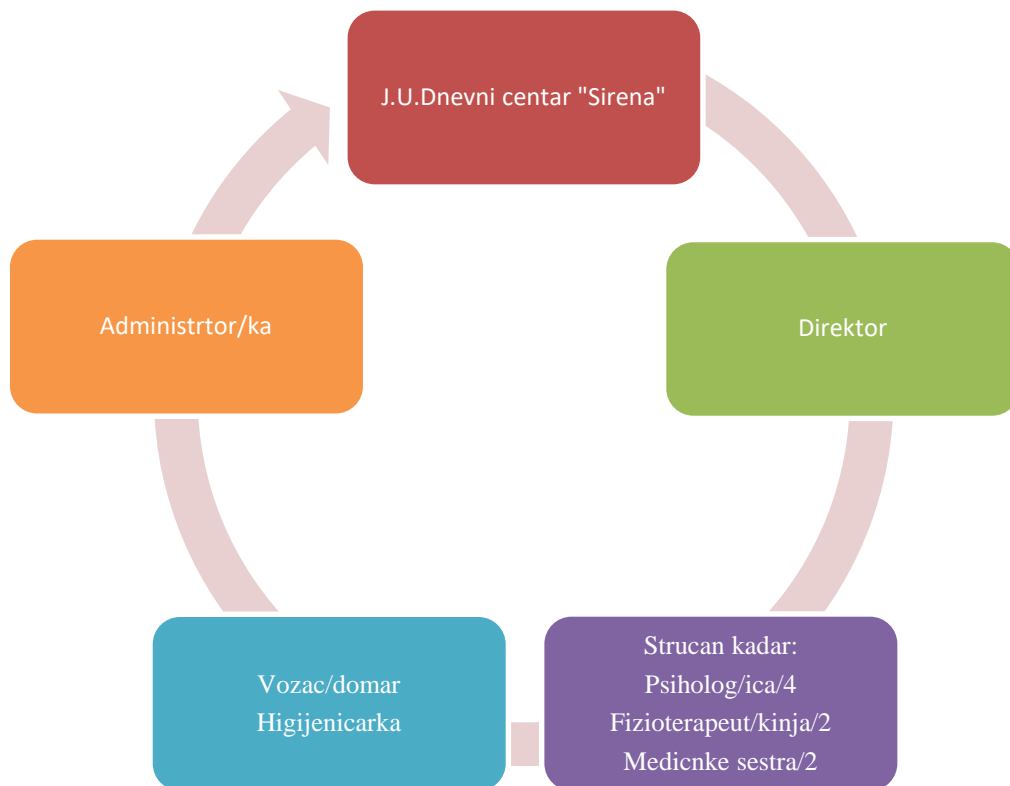 J.U.Dnevni centar "Sirena"
Direktor
Strucan kadar:
Psiholog/ica/4
Fizioterapeut/kinja/2
Medicnke sestra/2
Vozac/domar
Higijenicarka
Administrtor/ka